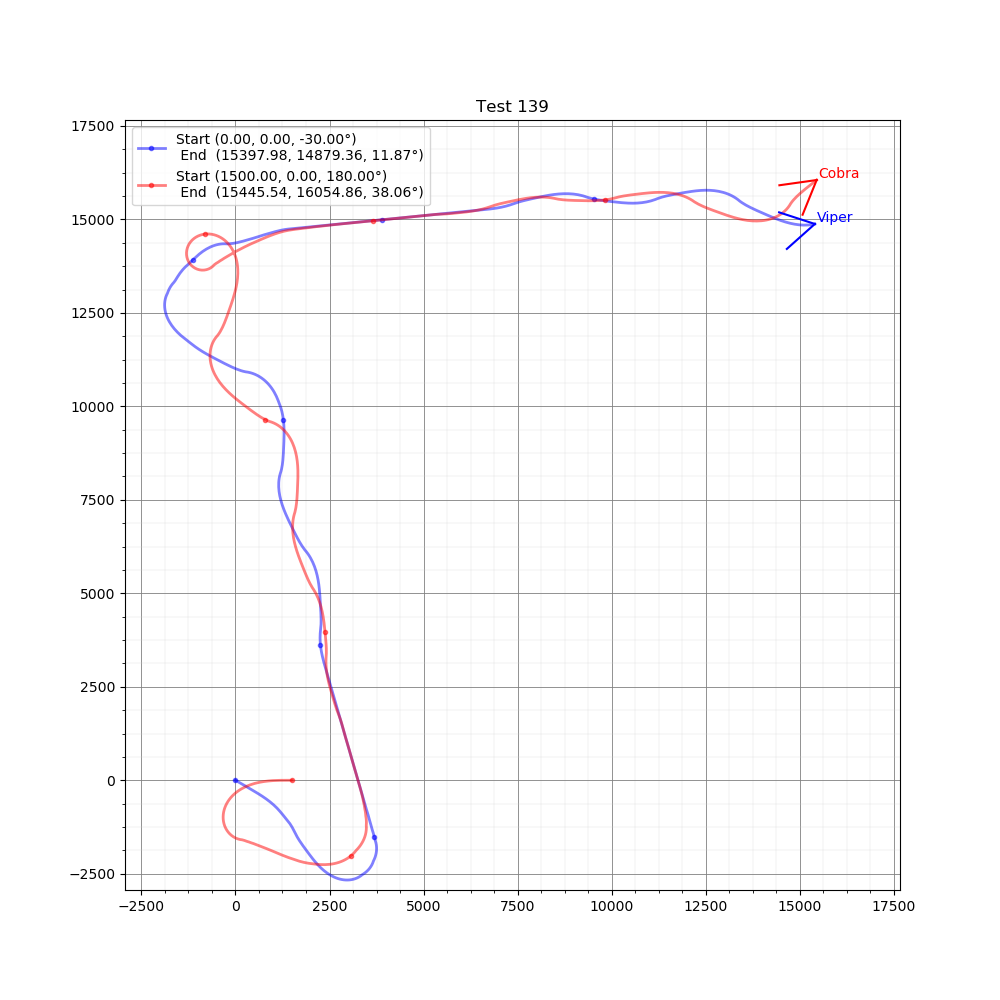 Test 139
Start (0.00, 0.00, -30.00°)
End (15397.98, 14879.36, 11.87°)
Start (1500.00, 0.00, 180.00°)
End (15445.54, 16054.86, 38.06°)
Cobra
Viper
17500
15000
12500
10000
7500
5000
2500
0
−2500
−2500 0 2500 5000 7500 10000 12500 15000 17500